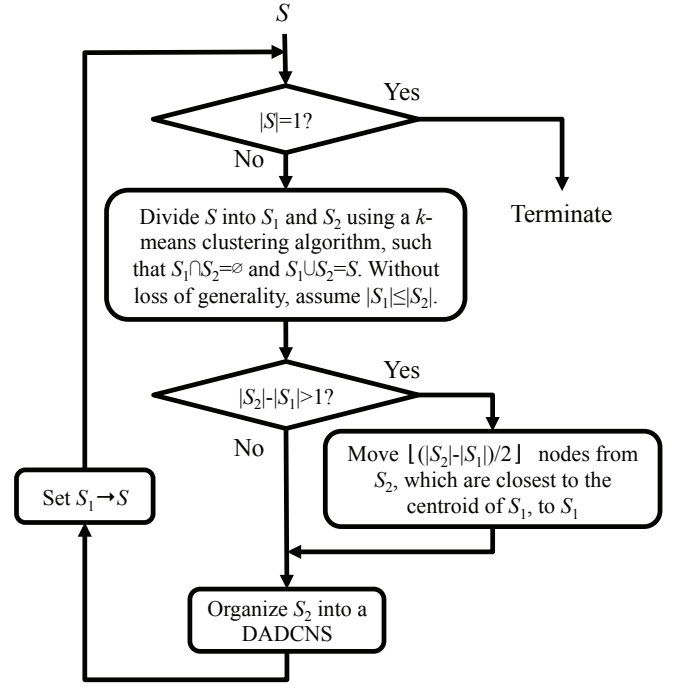 S
|S|=1?
Yes
No
Terminate
Divide S into S₁ and S₂ using a k-
means clustering algorithm, such
that S₁∩S₂=∅ and S₁∪S₂=S. Without
loss of generality, assume |S₁|≤|S₂|.
|S₂|-|S₁|>1?
Yes
No
Move ⌊(|S₂|-|S₁|)/2⌋ nodes from
S₂, which are closest to the
centroid of S₁, to S₁
Set S₁→S
Organize S₂ into a
DADCNS